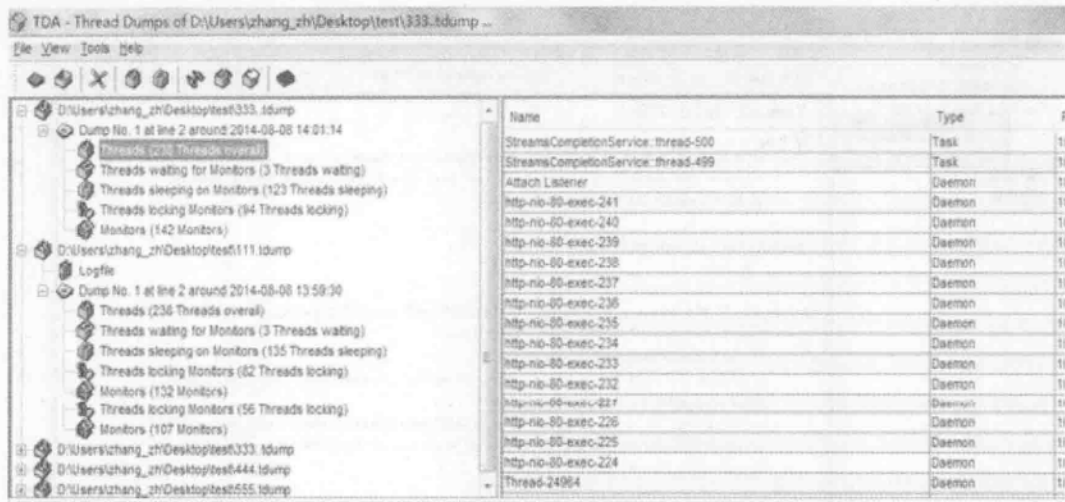 TDA - Thread Dumps of D:\Users\zhang_zh\Desktop\test\333.tdump ...
File View Tools Help
D:\Users\zhang_zh\Desktop\test\333.tdump
Dump No. 1 at line 2 around 2014-08-08 14:01:14
Threads overall)
Threads waiting for Monitors (3 Threads waiting)
Threads sleeping on Monitors (123 Threads sleeping)
Threads locking Monitors (94 Threads locking)
Monitors (142 Monitors)
D:\Users\zhang_zh\Desktop\test\111.tdump
Logfile
Dump No. 1 at line 2 around 2014-08-08 13:59:30
Threads (236 Threads overall)
Threads waiting for Monitors (3 Threads waiting)
Threads sleeping on Monitors (135 Threads sleeping)
Threads locking Monitors (82 Threads locking)
Monitors (132 Monitors)
Threads locking Monitors (56 Threads locking)
Monitors (107 Monitors)
D:\Users\zhang_zh\Desktop\test\333.tdump
D:\Users\zhang_zh\Desktop\test\444.tdump
D:\Users\zhang_zh\Desktop\test\555.tdump
Name Type
StreamsCompletionService::thread-500 Task
StreamsCompletionService::thread-499 Task
Attach Listener Daemon
http-nio-80-exec-241 Daemon
http-nio-80-exec-240 Daemon
http-nio-80-exec-239 Daemon
http-nio-80-exec-238 Daemon
http-nio-80-exec-237 Daemon
http-nio-80-exec-236 Daemon
http-nio-80-exec-235 Daemon
http-nio-80-exec-234 Daemon
http-nio-80-exec-233 Daemon
http-nio-80-exec-232 Daemon
Daemon
http-nio-80-exec-226 Daemon
http-nio-80-exec-225 Daemon
http-nio-80-exec-224 Daemon
Thread-24964 Daemon